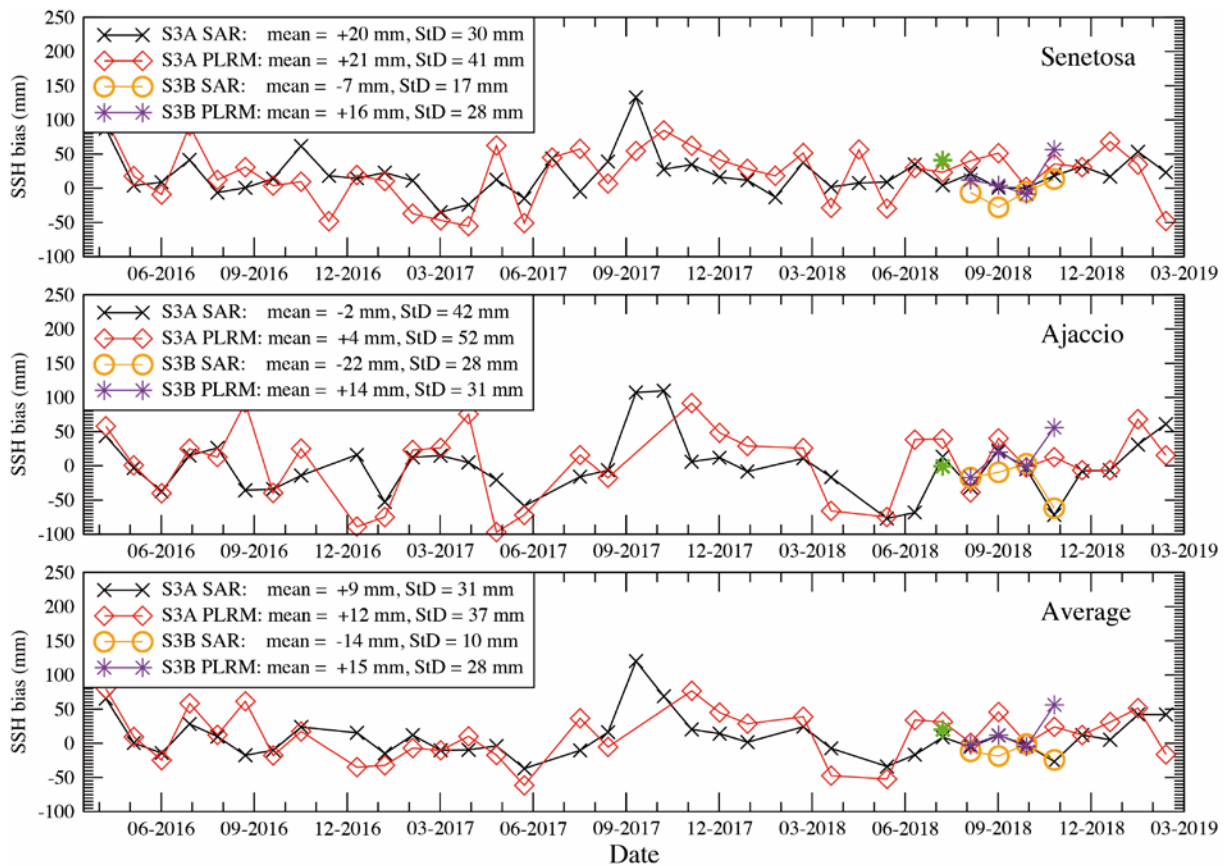 250
200
150
100
50
0
-50
-100
SSH bias (mm)
S3A SAR: mean = +20 mm, StD = 30 mm
S3A PLRM: mean = +21 mm, StD = 41 mm
S3B SAR: mean = -7 mm, StD = 17 mm
S3B PLRM: mean = +16 mm, StD = 28 mm
Senetosa
06-2016 09-2016 12-2016 03-2017 06-2017 09-2017 12-2017 03-2018 06-2018 09-2018 12-2018 03-2019
250
200
150
100
50
0
-50
-100
SSH bias (mm)
S3A SAR: mean = -2 mm, StD = 42 mm
S3A PLRM: mean = +4 mm, StD = 52 mm
S3B SAR: mean = -22 mm, StD = 28 mm
S3B PLRM: mean = +14 mm, StD = 31 mm
Ajaccio
06-2016 09-2016 12-2016 03-2017 06-2017 09-2017 12-2017 03-2018 06-2018 09-2018 12-2018 03-2019
250
200
150
100
50
0
-50
-100
SSH bias (mm)
S3A SAR: mean = +9 mm, StD = 31 mm
S3A PLRM: mean = +12 mm, StD = 37 mm
S3B SAR: mean = -14 mm, StD = 10 mm
S3B PLRM: mean = +15 mm, StD = 28 mm
Average
06-2016 09-2016 12-2016 03-2017 06-2017 09-2017 12-2017 03-2018 06-2018 09-2018 12-2018 03-2019
Date